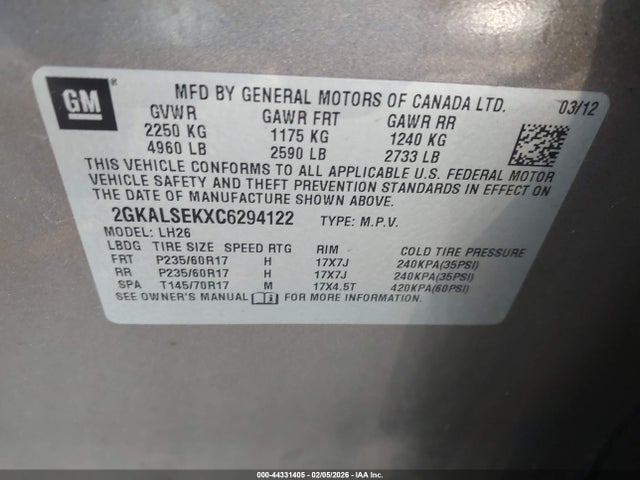 GM
MFD BY GENERAL MOTORS OF CANADA LTD. 03/12
GVWR GAWR FRT GAWR RR
2250 KG 1175 KG 1240 KG
4960 LB 2590 LB 2733 LB
THIS VEHICLE CONFORMS TO ALL APPLICABLE U.S. FEDERAL MOTOR
VEHICLE SAFETY AND THEFT PREVENTION STANDARDS IN EFFECT ON
THE DATE OF MANUFACTURE SHOWN ABOVE.
2GKALSEKXC6294122 TYPE: M.P.V.
MODEL: LH26
LBDG TIRE SIZE SPEED RTG RIM COLD TIRE PRESSURE
FRT P235/60R17 H 17X7J 240KPA(35PSI)
RR P235/60R17 H 17X7J 240KPA(35PSI)
SPA T145/70R17 M 17X4.5T 420KPA(60PSI)
SEE OWNER'S MANUAL FOR MORE INFORMATION.
000-44331405 - 02/05/2026 - IAA Inc.